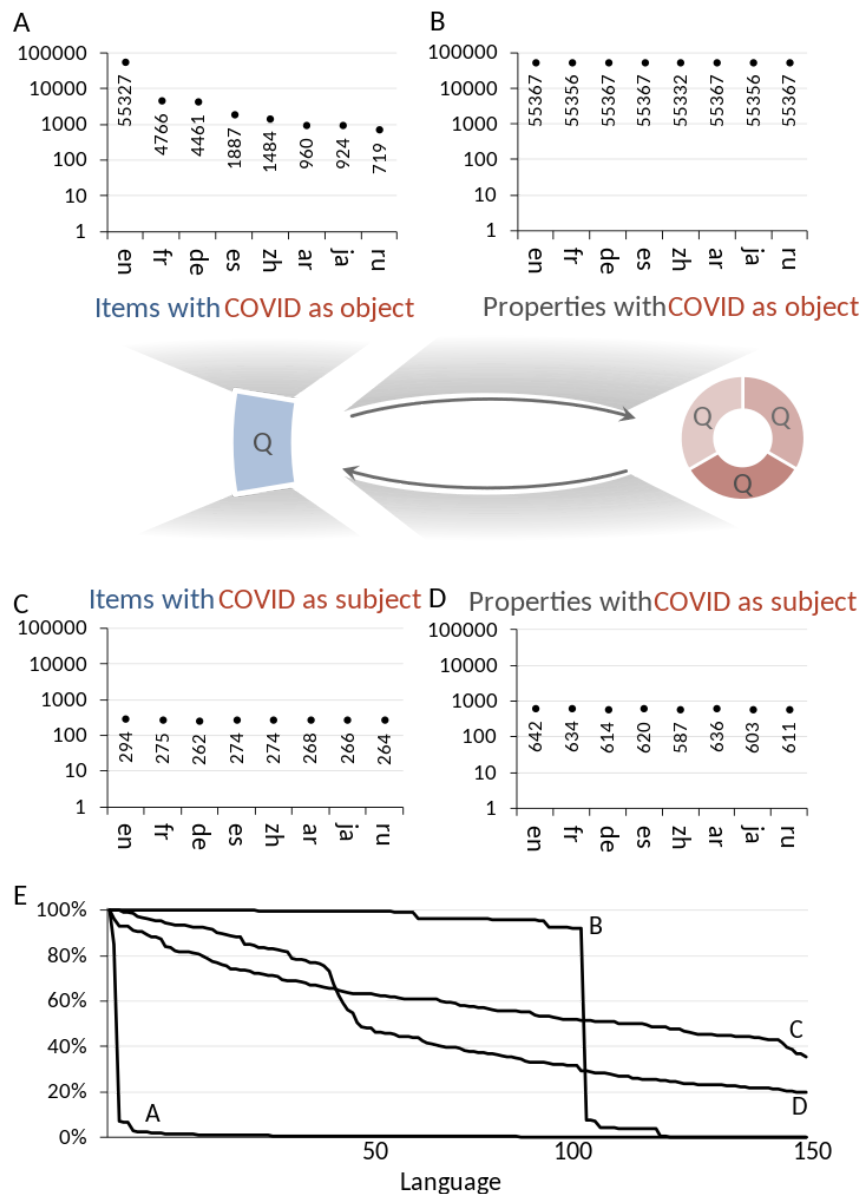 A
100000
10000
1000
100
10
1
55327
4766
4461
1887
1484
960
924
719
en
fr
de
es
zh
ar
ja
ru
Items with COVID as object
B
100000
10000
1000
100
10
1
55367
55356
55367
55367
55332
55367
55356
55367
en
fr
de
es
zh
ar
ja
ru
Properties with COVID as object
Q
Q
Q
Q
C
Items with COVID as subject
100000
10000
1000
100
10
1
294
275
262
274
274
268
266
264
en
fr
de
es
zh
ar
ja
ru
D
Properties with COVID as subject
100000
10000
1000
100
10
1
642
634
614
620
587
636
603
611
en
fr
de
es
zh
ar
ja
ru
E
100%
80%
60%
40%
20%
0%
B
C
D
A
50
100
150
Language